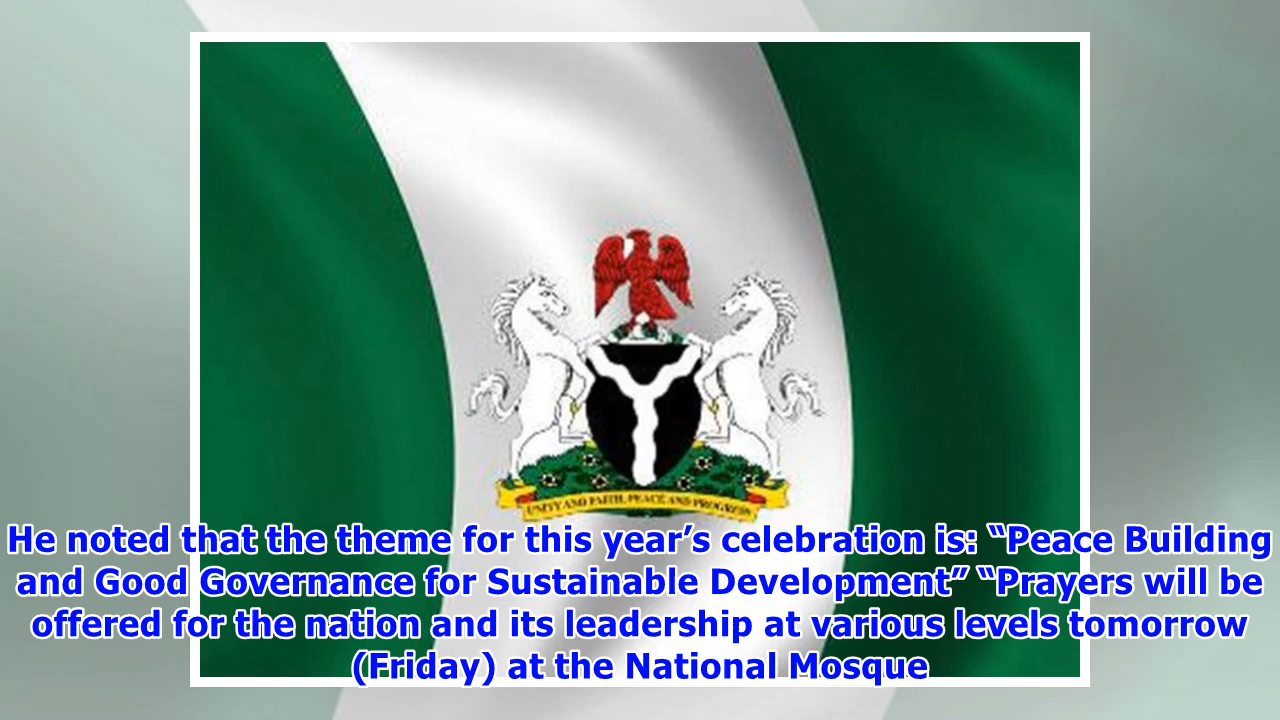 UNITY AND FAITH, PEACE AND PROGRESS
He noted that the theme for this year’s celebration is: “Peace Building
and Good Governance for Sustainable Development” “Prayers will be
offered for the nation and its leadership at various levels tomorrow
(Friday) at the National Mosque